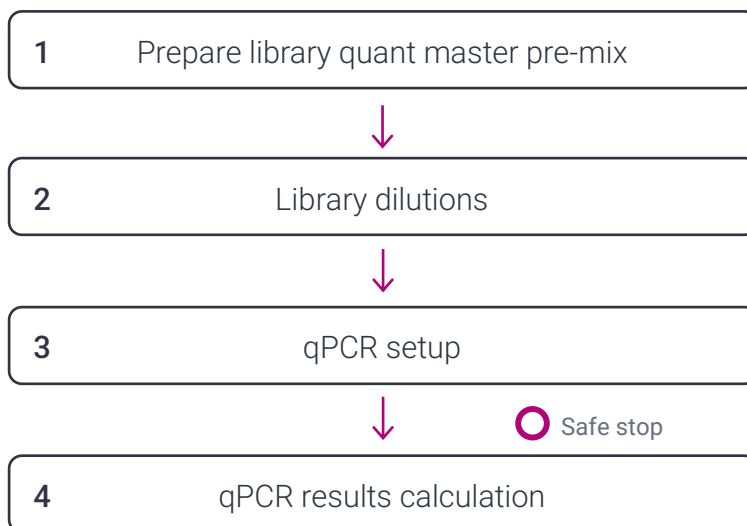 1 Prepare library quant master pre-mix
2 Library dilutions
3 qPCR setup
Safe stop
4 qPCR results calculation